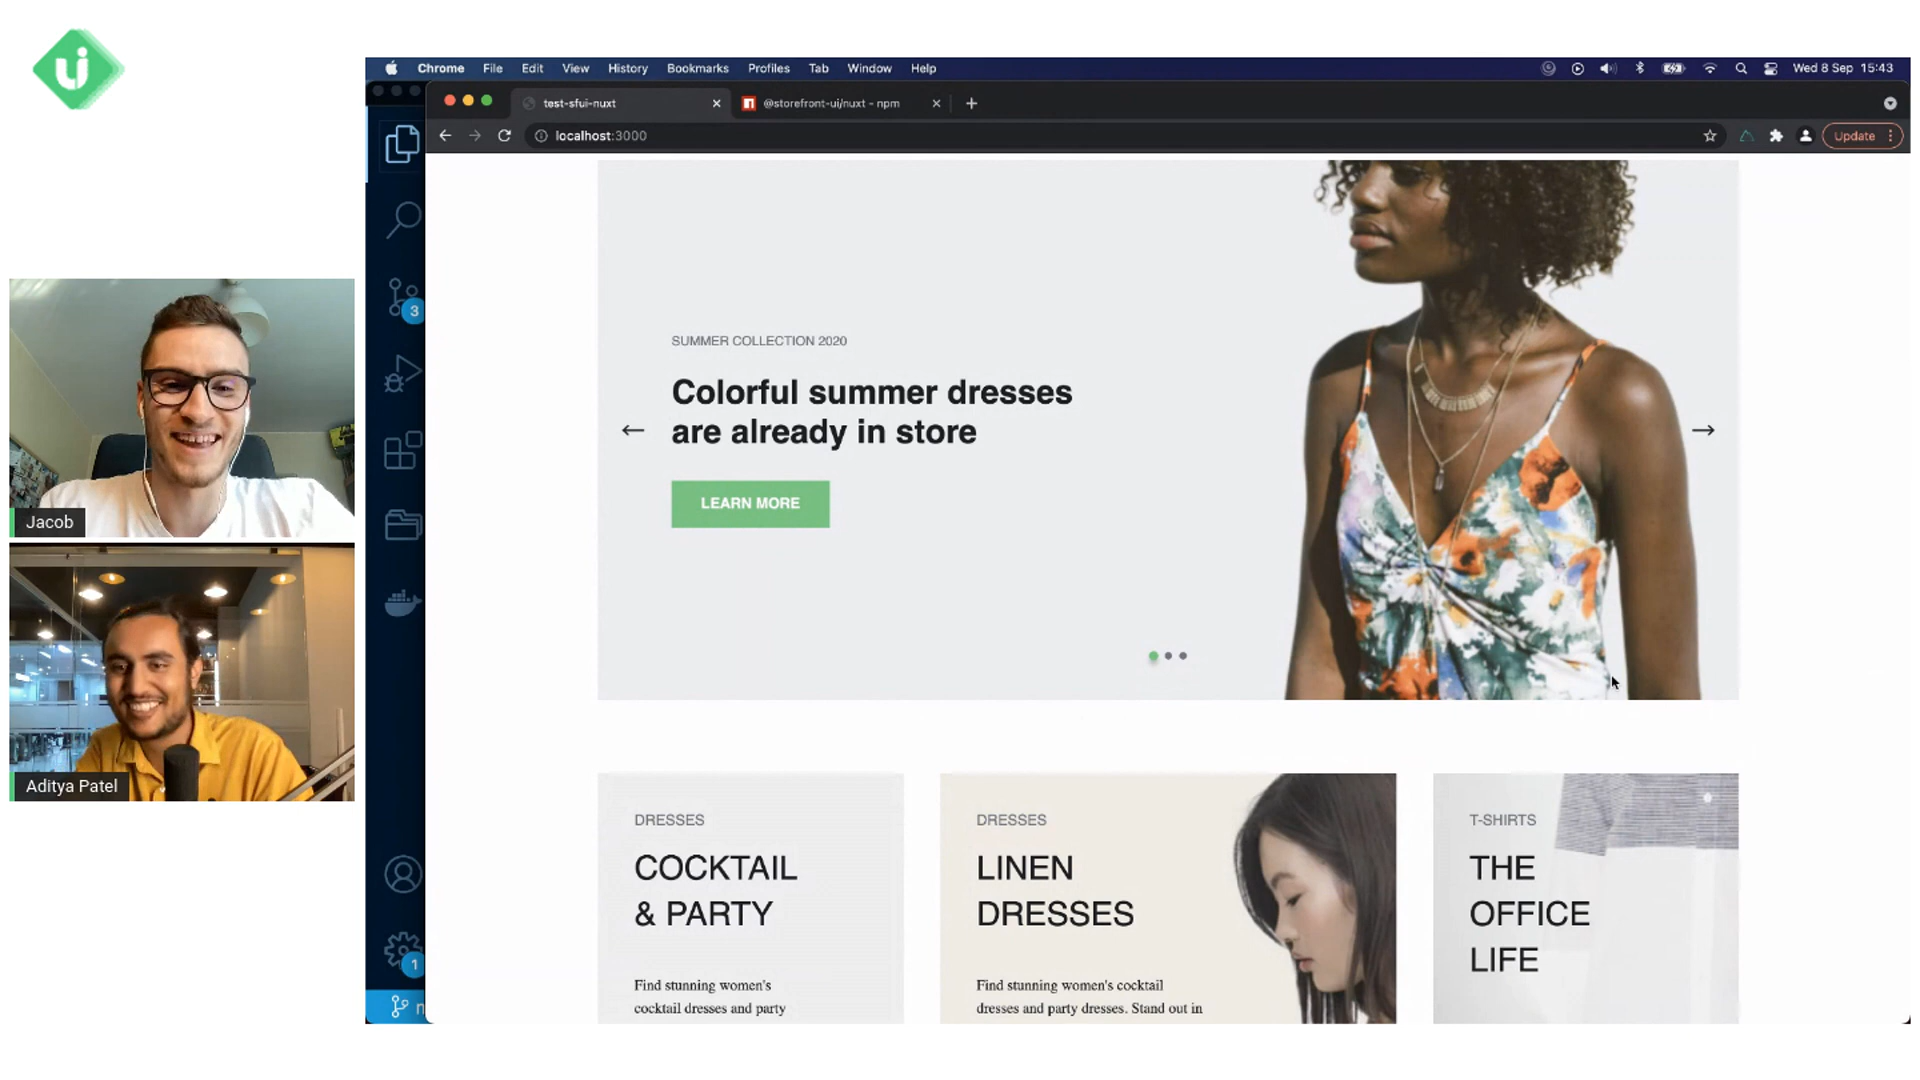 Chrome File Edit View History Bookmarks Profiles Tab Window Help Wed 8 Sep 15:43
test-sfui-nuxt @storefront-ui/nuxt - npm
localhost:3000 Update
SUMMER COLLECTION 2020
Colorful summer dresses
are already in store
LEARN MORE
DRESSES
COCKTAIL
& PARTY
Find stunning women's
cocktail dresses and party
DRESSES
LINEN
DRESSES
Find stunning women's cocktail
dresses and party dresses. Stand out in
T-SHIRTS
THE
OFFICE
LIFE
3
1
Jacob
Aditya Patel
ui